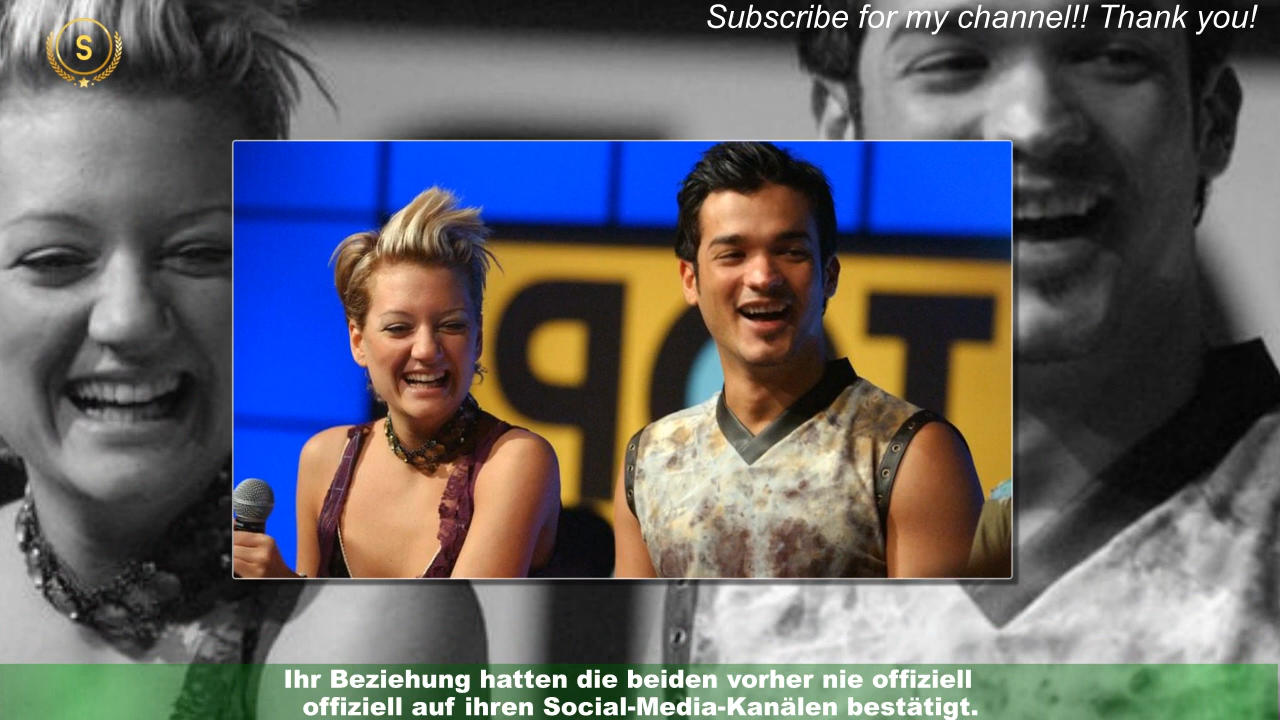 Subscribe for my channel!! Thank you!
S
TOP
Ihr Beziehung hatten die beiden vorher nie offiziell
offiziell auf ihren Social-Media-Kanälen bestätigt.